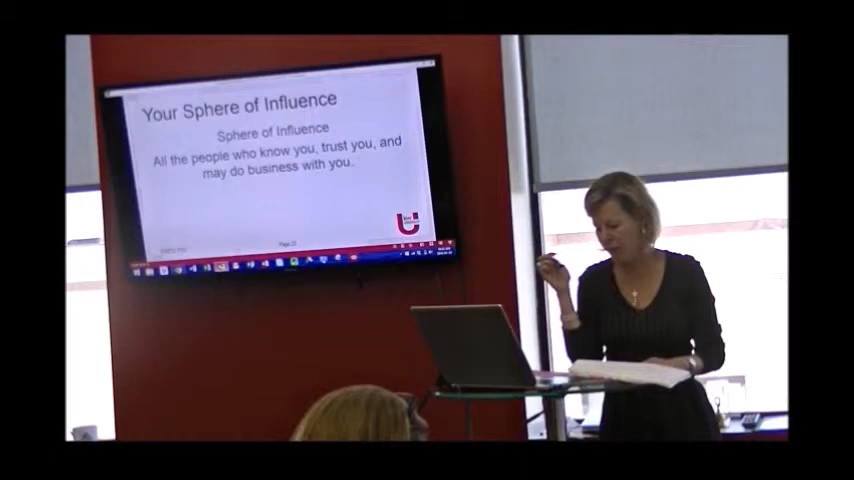 Your Sphere of Influence
Sphere of Influence
All the people who know you, trust you, and
may do business with you.